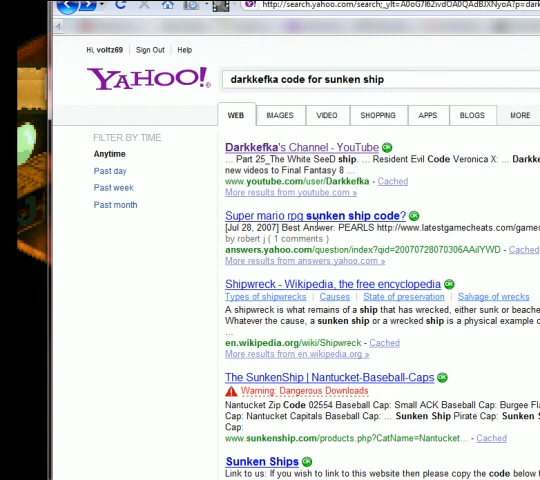 http://search.yahoo.com/search;_ylt=
Hi, voltz69 | Sign Out | Help
YAHOO!
darkkefka code for sunken ship
WEB IMAGES VIDEO SHOPPING APPS BLOGS MORE
FILTER BY TIME
Anytime
Past day
Past week
Past month
Darkkefka's Channel - YouTube OK
... Part 25_The White SeeD ship. ... Resident Evil Code Veronica X: ... Darkke
new videos to Final Fantasy 8 ...
www.youtube.com/user/Darkkefka - Cached
More results from youtube.com »
Super mario rpg sunken ship code? OK
[Jul 28, 2007] Best Answer: PEARLS http://www.latestgamecheats.com/games
by robert j ( 1 comments )
answers.yahoo.com/question/index?qid=20070728070306AAilYWD - Cached
More results from answers.yahoo.com »
Shipwreck - Wikipedia, the free encyclopedia OK
Types of shipwrecks | Causes | State of preservation | Salvage of wrecks
A shipwreck is what remains of a ship that has wrecked, either sunk or beache
Whatever the cause, a sunken ship or a wrecked ship is a physical example o
...
en.wikipedia.org/wiki/Shipwreck - Cached
More results from en.wikipedia.org »
The SunkenShip | Nantucket-Baseball-Caps OK
Warning: Dangerous Downloads
Nantucket Zip Code 02554 Baseball Cap: Small ACK Baseball Cap: Burgee Fla
Cap: Nantucket Capitals Baseball Cap: ... Sunken Ship Pirate Cap: Sunken S
Cap:
www.sunkenship.com/products.php?CatName=Nantucket... - Cached
Sunken Ships OK
Link to us: If you wish to link to this website then please copy the code below t